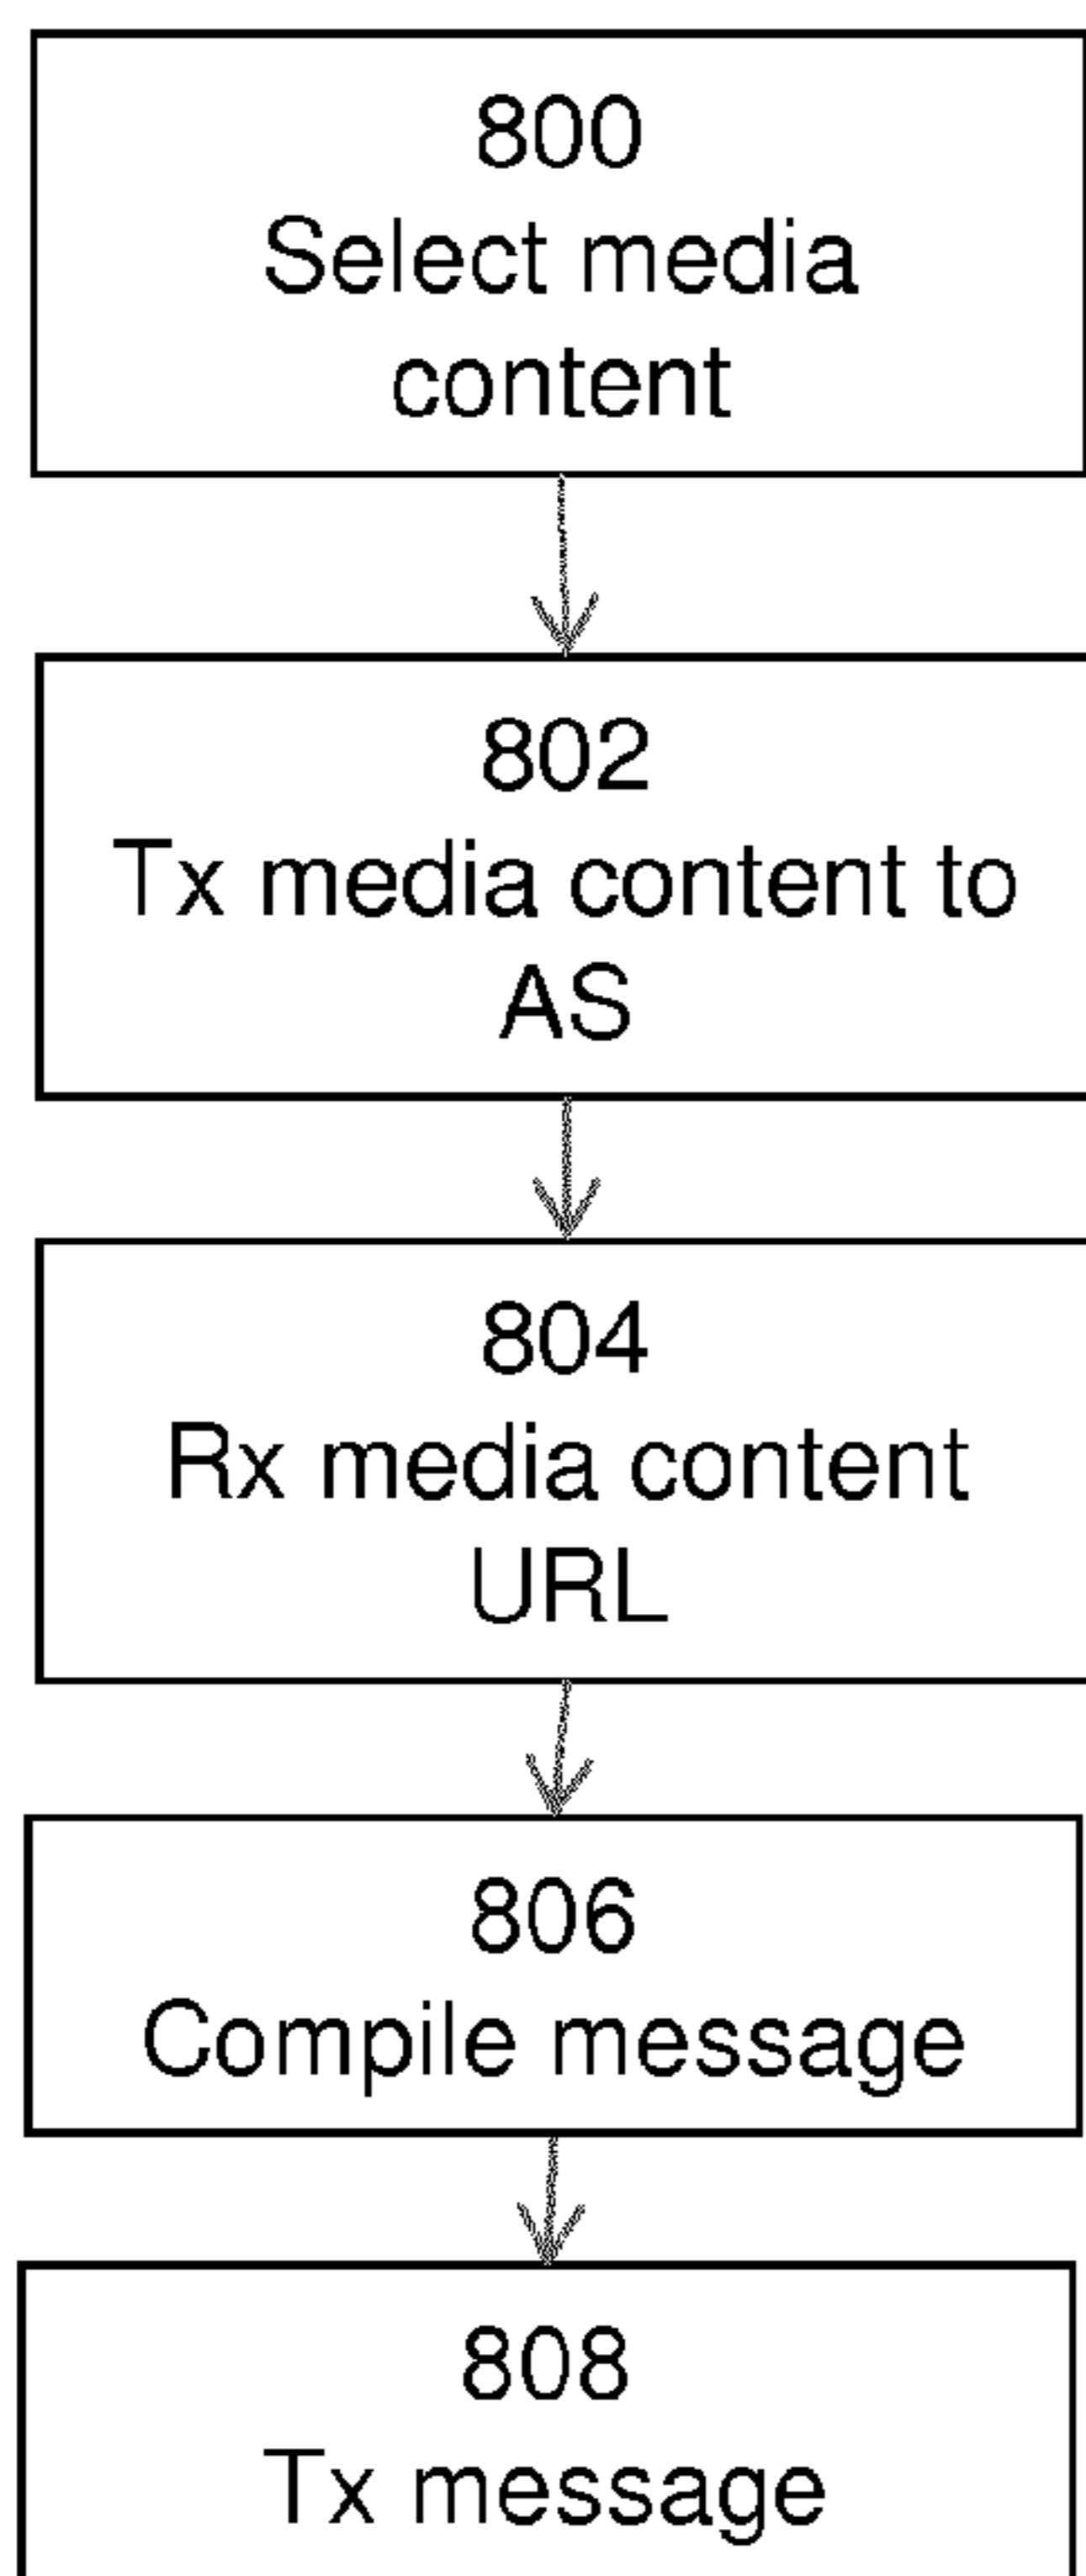 800
Select media
content
802
Tx media content to
AS
804
Rx media content
URL
806
Compile message
808
Tx message